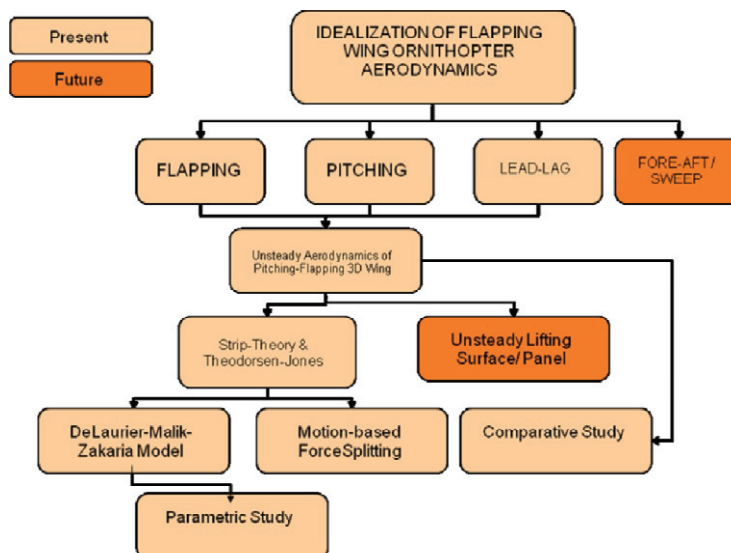 Present
Future
IDEALIZATION OF FLAPPING
WING ORNITHOPTER
AERODYNAMICS
FLAPPING
PITCHING
LEAD-LAG
FORE-AFT/
SWEEP
Unsteady Aerodynamics of
Pitching-Flapping 3D Wing
Strip-Theory &
Theodorsen-Jones
Unsteady Lifting
Surface/ Panel
DeLaurier-Malik-
Zakaria Model
Motion-based
Force Splitting
Comparative Study
Parametric Study